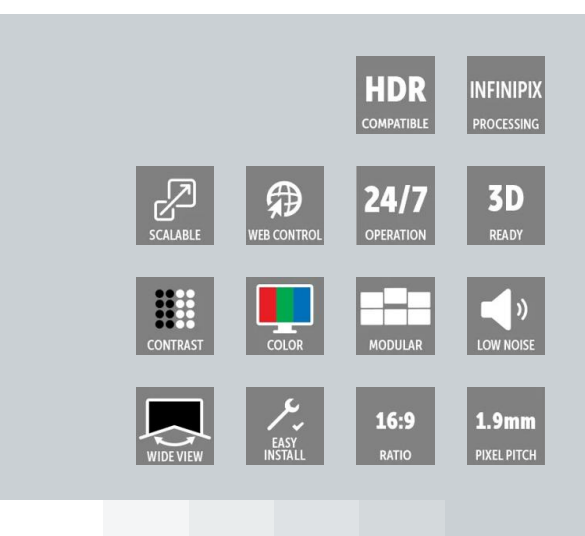 HDR
COMPATIBLE
INFINIPIX
PROCESSING
SCALABLE
WEB CONTROL
24/7
OPERATION
3D
READY
CONTRAST
COLOR
MODULAR
LOW NOISE
WIDE VIEW
EASY
INSTALL
16:9
RATIO
1.9mm
PIXEL PITCH